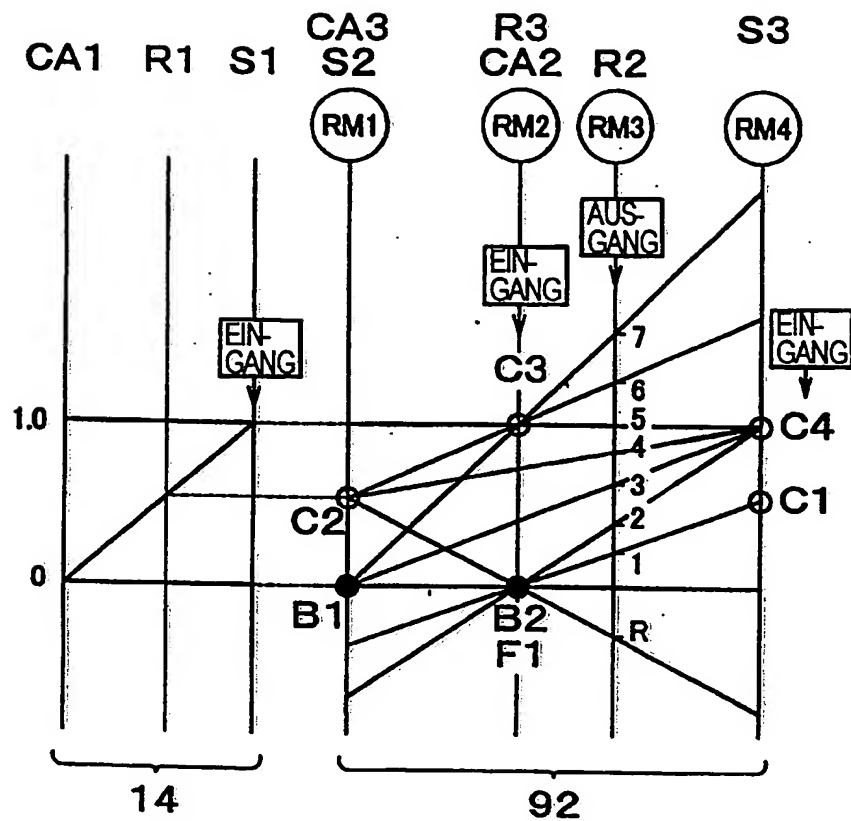 CA3 R3 S3
CA1 R1 S1 S2 CA2 R2
RM1 RM2 RM3 RM4
AUS-
GANG
EIN-
GANG
EIN-
GANG
EIN-
GANG
7
C3
6
1.0 5 C4
4
3
C2 2 C1
1
0
B1 B2 R
F1
14 92